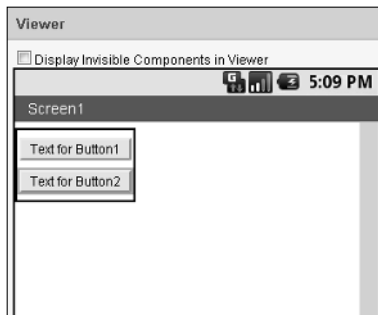 Viewer
Display Invisible Components in Viewer
G 5:09 PM
Screen1
Text for Button1
Text for Button2